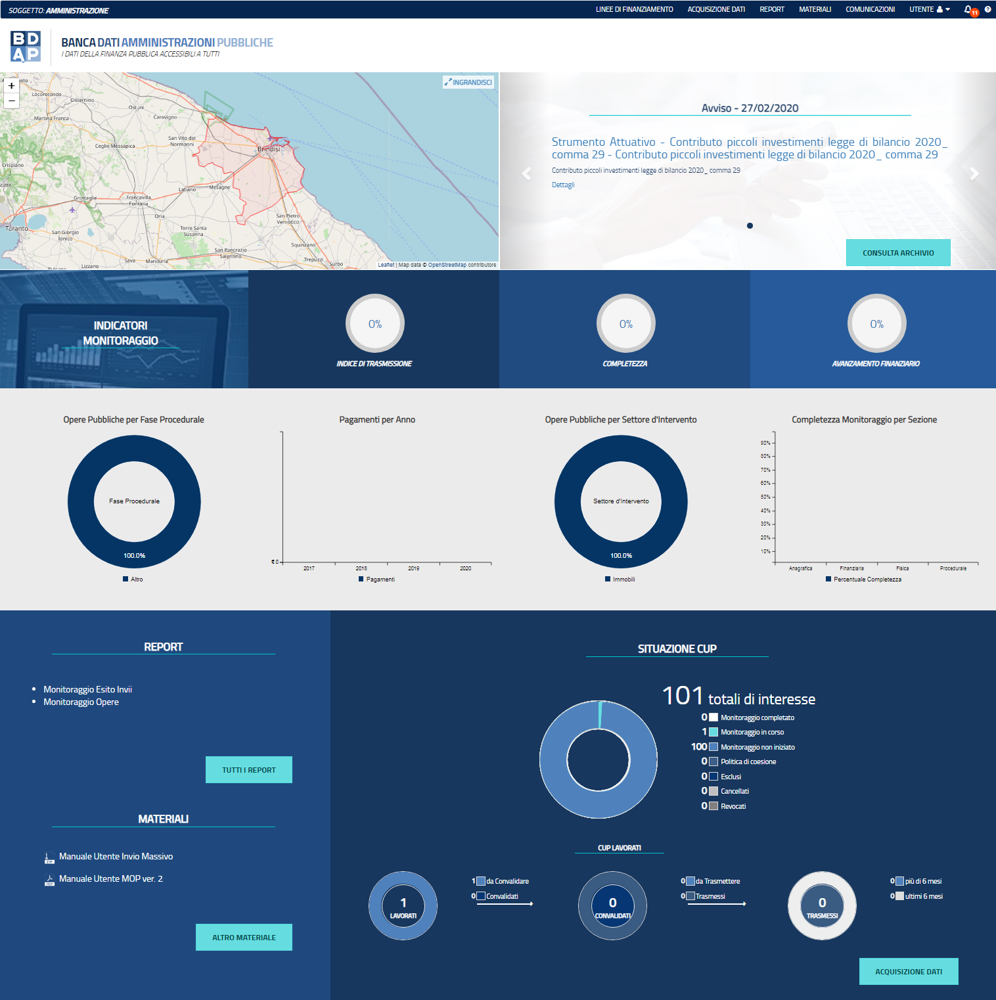 SOGGETTO: AMMINISTRAZIONE
LINEE DI FINANZIAMENTO ACQUISIZIONE DATI REPORT MATERIALI COMUNICAZIONI UTENTE 11
BD
AP
BANCA DATI AMMINISTRAZIONI PUBBLICHE
I DATI DELLA FINANZA PUBBLICA ACCESSIBILI A TUTTI
+
−
INGRANDISCI
Locorotondo
Cisternino
Ostuni
Martina Franca
Carovigno
Ceglie Messapica
San Vito dei
Normanni
Brindisi
Crispiano
Latiano
Mesagne
Grottaglie
Francavilla
Fontana
Oria
San Pietro
Vernotico
Taranto
San Giorgio
Ionico
Torre Santa
Susanna
Squinzano
San Pancrazio
Salentino
Trepuzzi
Sava
Manduria
Lizzano
Surbo
Leaflet | Map data © OpenStreetMap contributors
Avviso - 27/02/2020
Strumento Attuativo - Contributo piccoli investimenti legge di bilancio 2020_
comma 29 - Contributo piccoli investimenti legge di bilancio 2020_ comma 29
Contributo piccoli investimenti legge di bilancio 2020_ comma 29
Dettagli
CONSULTA ARCHIVIO
INDICATORI
MONITORAGGIO
0%
INDICE DI TRASMISSIONE
0%
COMPLETEZZA
0%
AVANZAMENTO FINANZIARIO
Opere Pubbliche per Fase Procedurale
Fase Procedurale
100.0%
Altro
Pagamenti per Anno
€ 0
2017 2018 2019 2020
Pagamenti
Opere Pubbliche per Settore d'Intervento
Settore d'Intervento
100.0%
Immobili
Completezza Monitoraggio per Sezione
90%
80%
70%
60%
50%
40%
30%
20%
10%
Anagrafica Finanziaria Fisica Procedurale
Percentuale Completezza
REPORT
Monitoraggio Esito Invii
Monitoraggio Opere
TUTTI I REPORT
MATERIALI
ZIP Manuale Utente Invio Massivo
PDF Manuale Utente MOP ver. 2
ALTRO MATERIALE
SITUAZIONE CUP
101 totali di interesse
0 Monitoraggio completato
1 Monitoraggio in corso
100 Monitoraggio non iniziato
0 Politica di coesione
0 Esclusi
0 Cancellati
0 Revocati
CUP LAVORATI
1
LAVORATI
1 da Convalidare
0 Convalidati
0
CONVALIDATI
0 da Trasmettere
0 Trasmessi
0
TRASMESSI
0 più di 6 mesi
0 ultimi 6 mesi
ACQUISIZIONE DATI